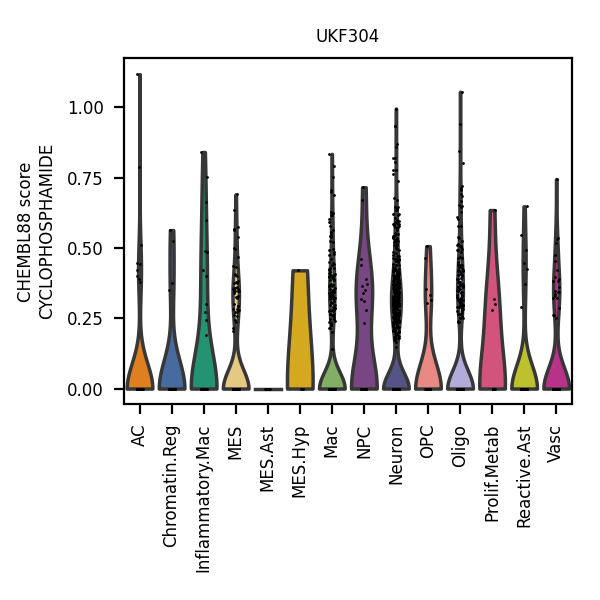 UKF304
CHEMBL88 score
CYCLOPHOSPHAMIDE
1.00
0.75
0.50
0.25
0.00
AC
Chromatin.Reg
Inflammatory.Mac
MES
MES.Ast
MES.Hyp
Mac
NPC
Neuron
OPC
Oligo
Prolif.Metab
Reactive.Ast
Vasc